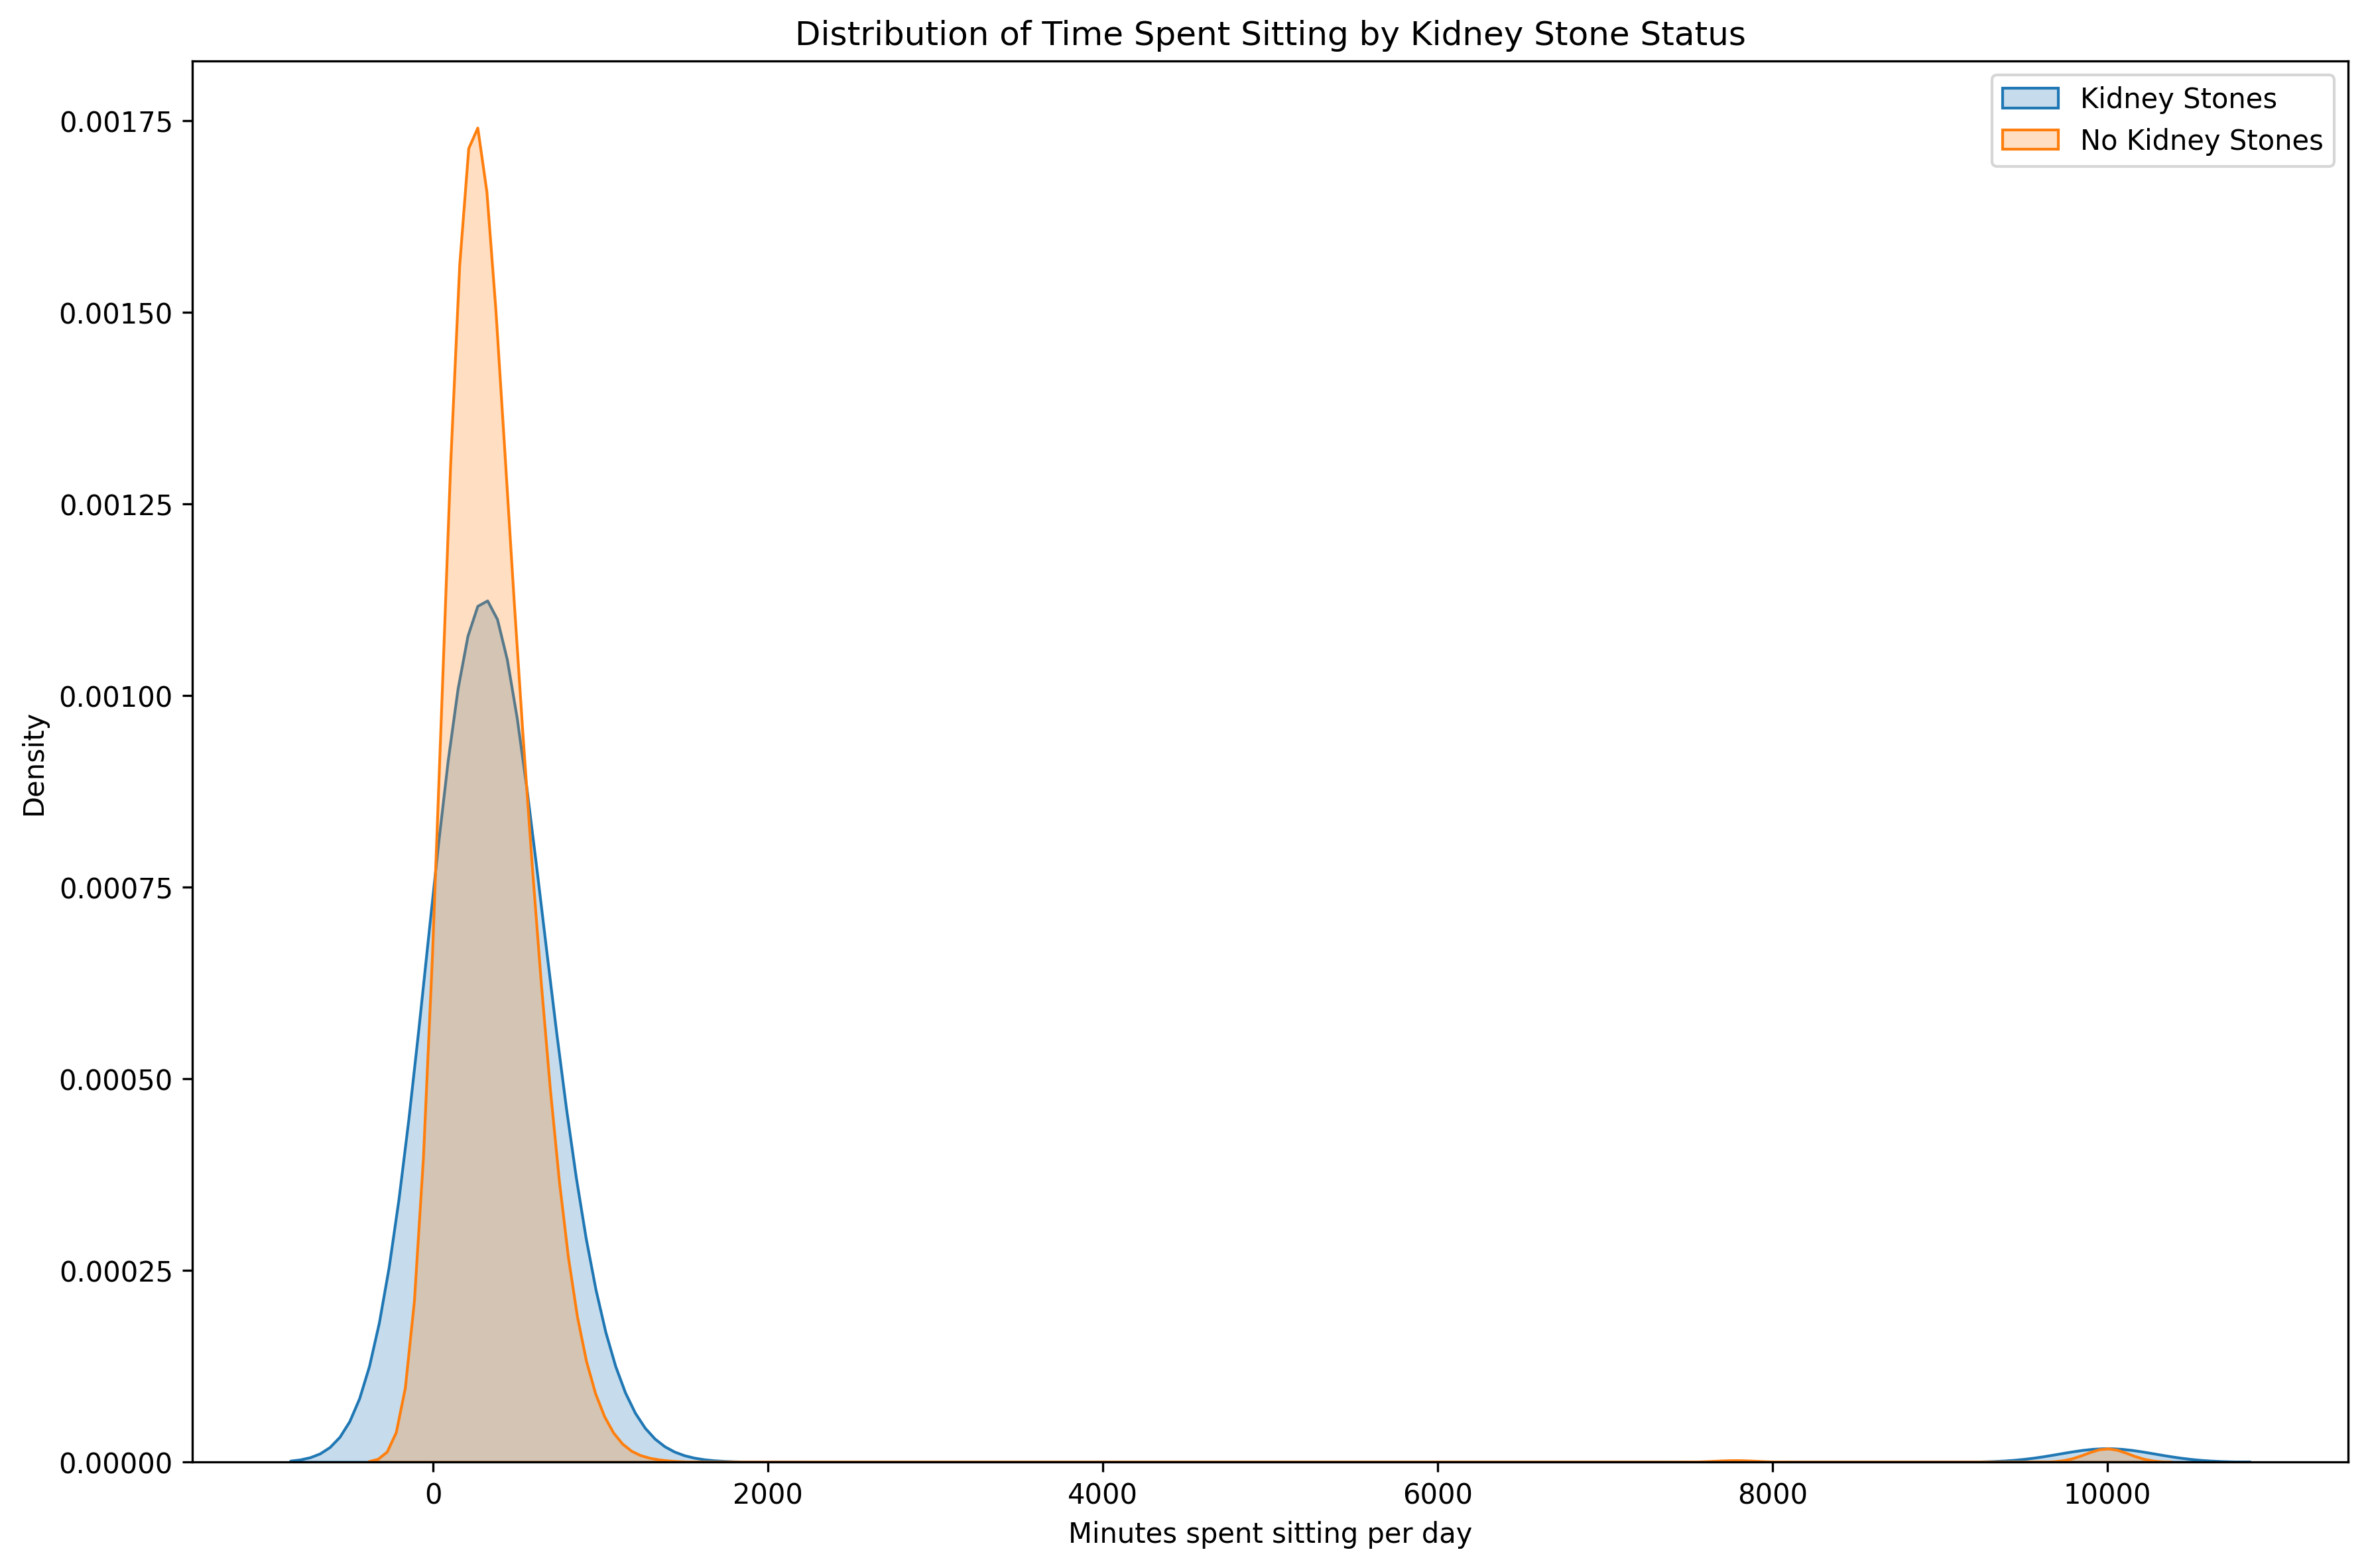 Distribution of Time Spent Sitting by Kidney Stone Status
Kidney Stones
No Kidney Stones
0.00175
0.00150
0.00125
0.00100
0.00075
0.00050
0.00025
0.00000
Density
0 2000 4000 6000 8000 10000
Minutes spent sitting per day